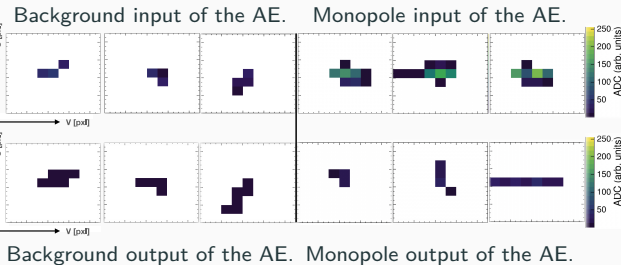 Background input of the AE.
Monopole input of the AE.
250
200
150
100
50
ADC (arb. units)
V [pxl]
250
200
150
100
50
ADC (arb. units)
V [pxl]
Background output of the AE.
Monopole output of the AE.